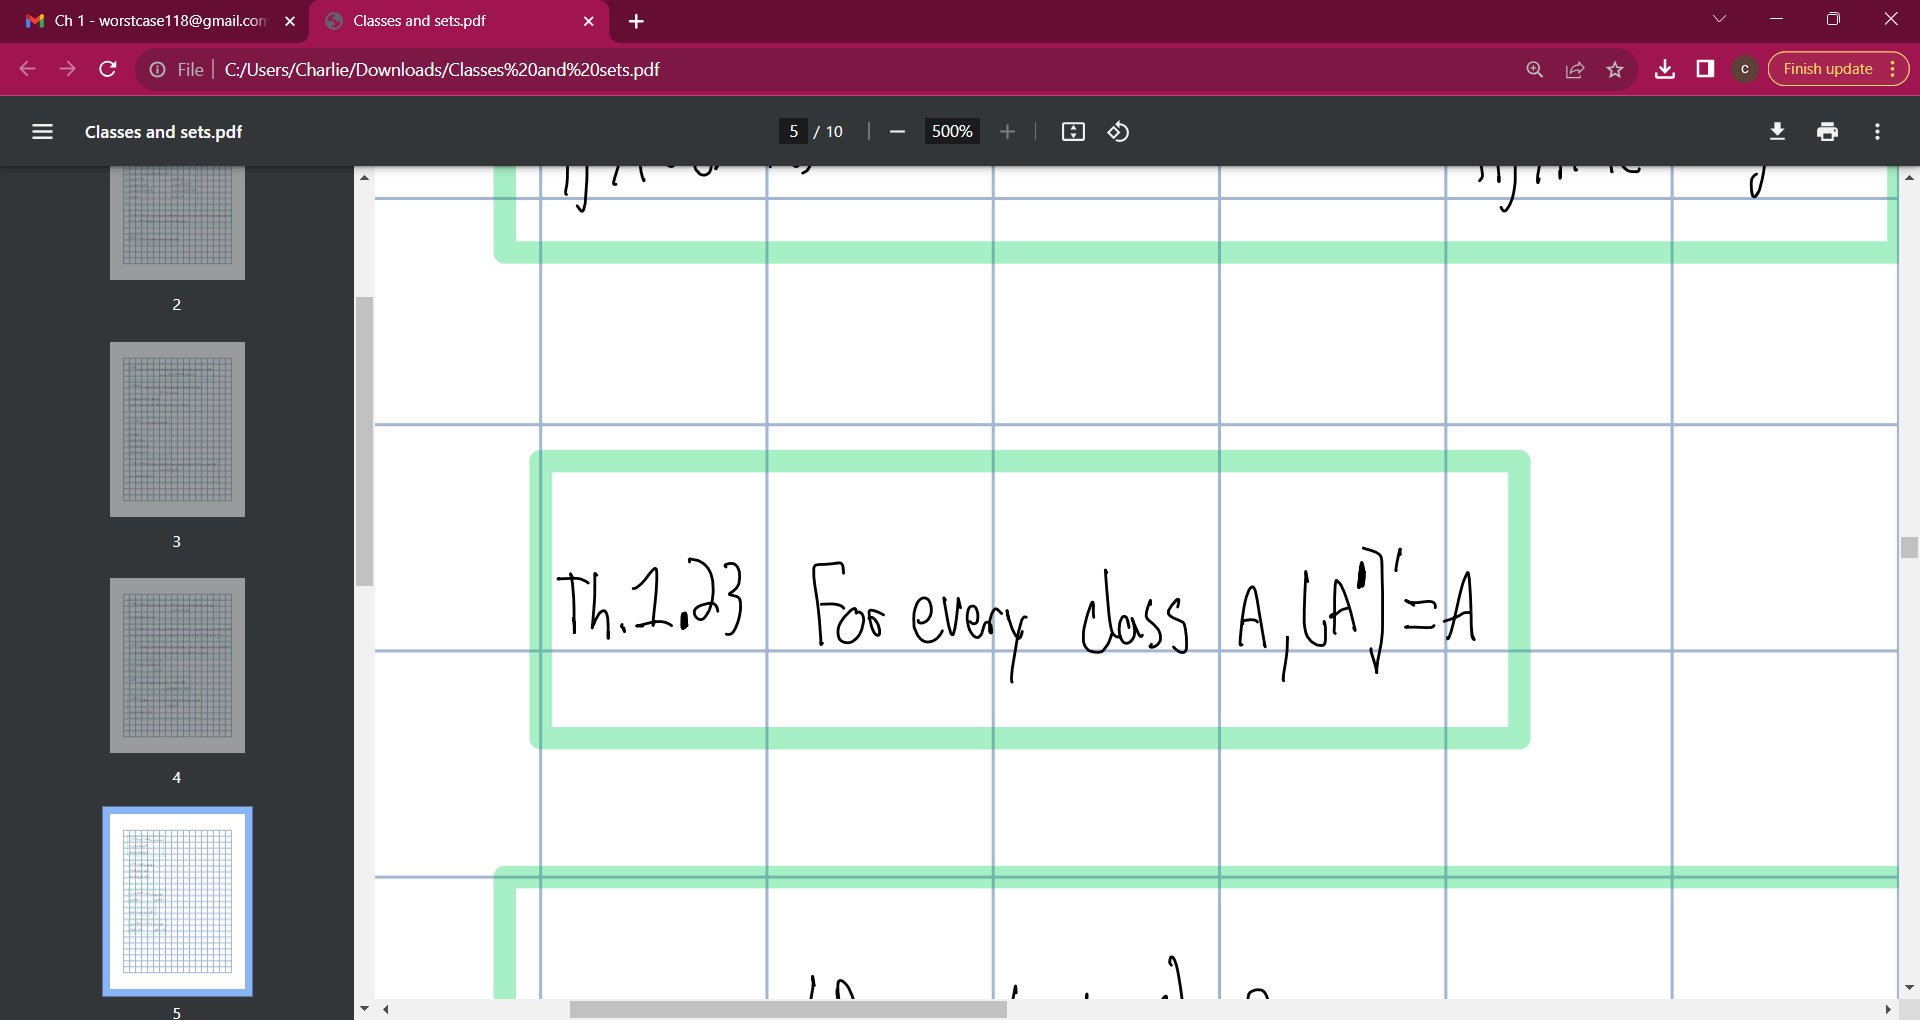 Ch 1 - worstcase118@gmail.com
Classes and sets.pdf
File
C:/Users/Charlie/Downloads/Classes%20and%20sets.pdf
c
Finish update
Classes and sets.pdf
5 / 10
500%
2
3
4
5
Th.1.23 For every class A, [A']'=A